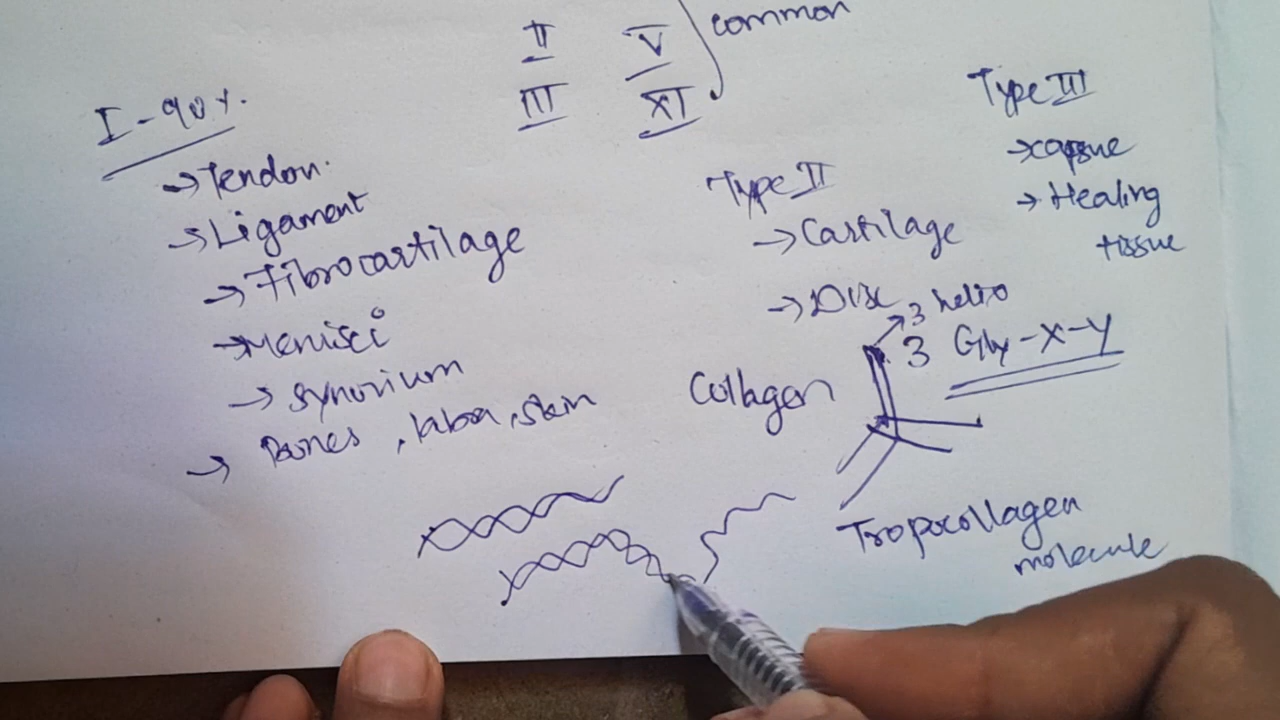 II V common
III XI
I - 90%.
→ Tendon.
→ Ligament
→ Fibrocartilage
→ Menisci
→ Synovium
→ Bones, labra, skin
Type II
→ Cartilage
→ Disc
Type III
→
→ Healing
tissue
→ 3 helix
3 Gly-X-Y
Collagen
Tropocollagen
molecule